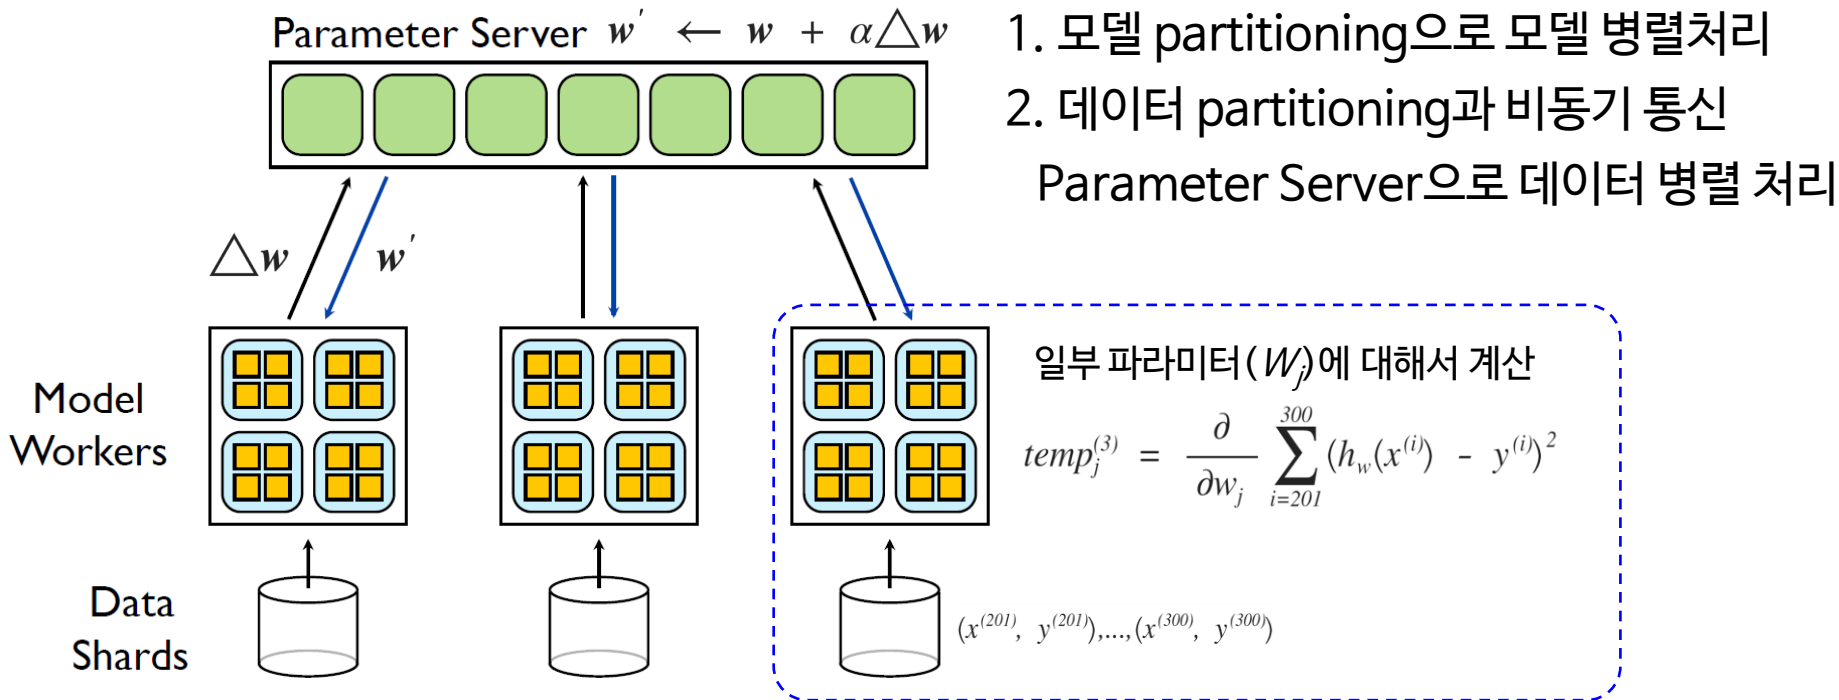 Parameter Server w′ ← w + α△w
1. 모델 partitioning으로 모델 병렬처리
2. 데이터 partitioning과 비동기 통신
Parameter Server으로 데이터 병렬 처리
△w
w′
Model
Workers
일부 파라미터(W_j)에 대해서 계산
temp_j^(3) = ∂/∂w_j ∑_{i=201}^{300} (h_w(x^(i)) - y^(i))^2
Data
Shards
(x^(201), y^(201)),...,(x^(300), y^(300))